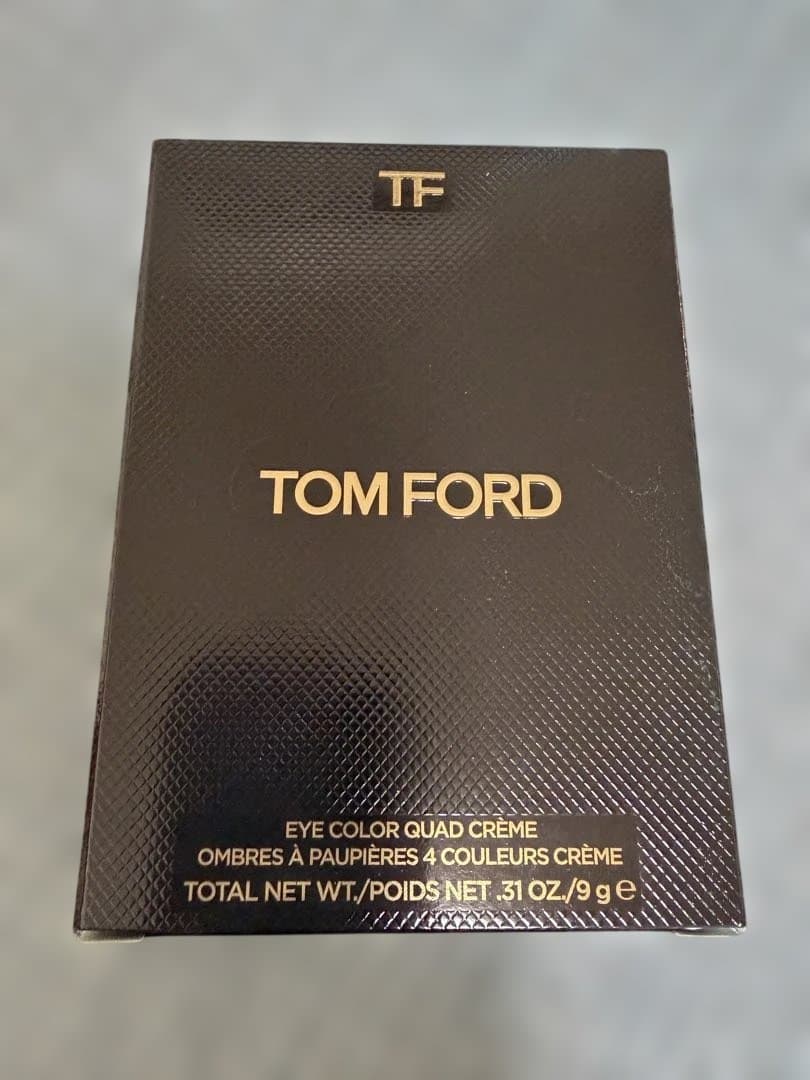 TF
TOM FORD
EYE COLOR QUAD CRÈME
OMBRES À PAUPIÈRES 4 COULEURS CRÈME
TOTAL NET WT./POIDS NET .31 OZ./9 g ℮